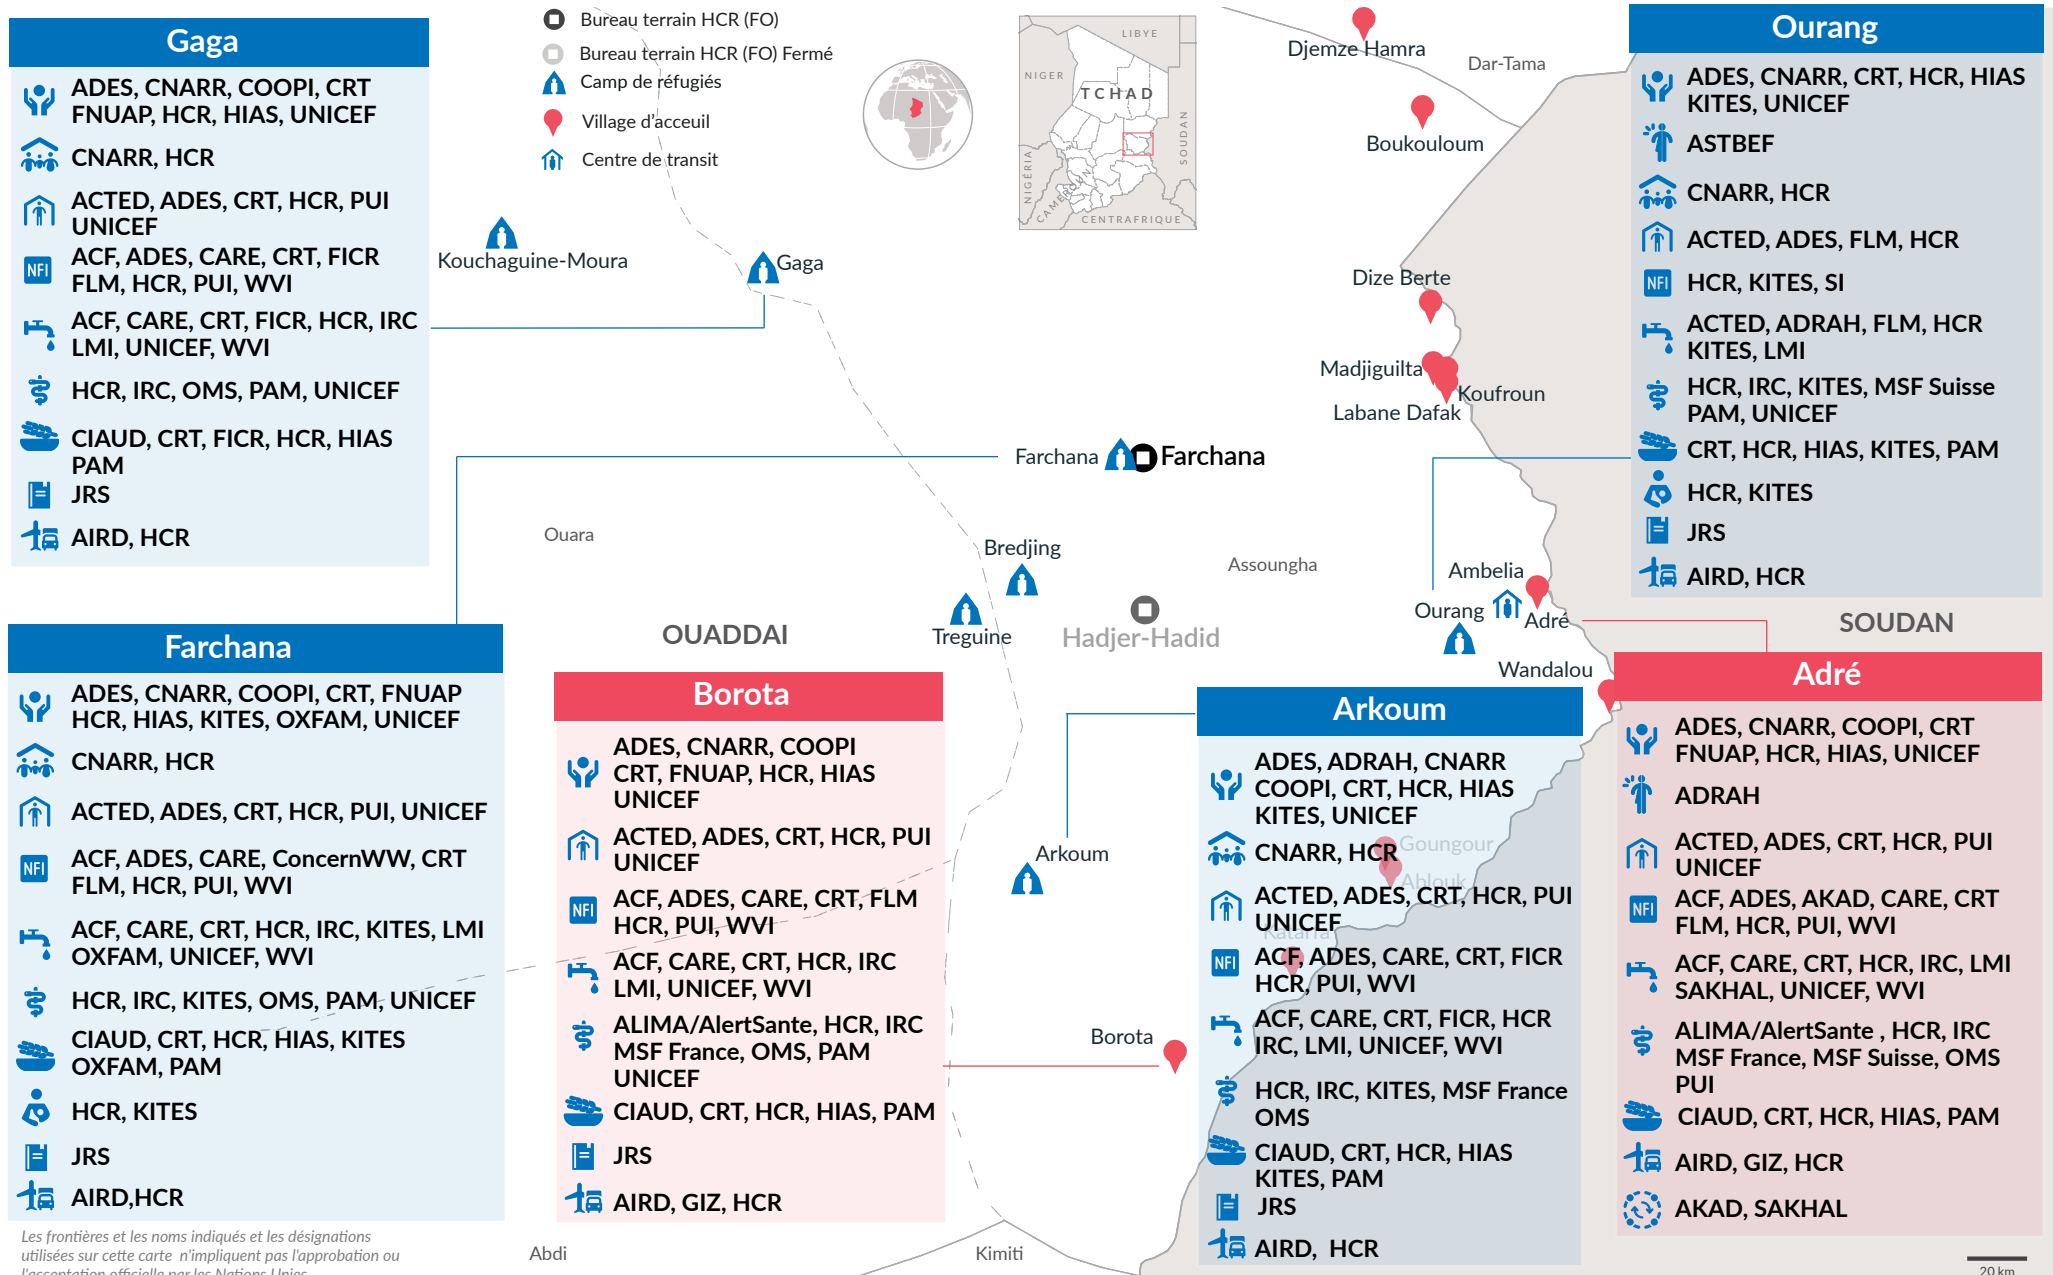 Gaga
ADES, CNARR, COOPI, CRT
FNUAP, HCR, HIAS, UNICEF
CNARR, HCR
ACTED, ADES, CRT, HCR, PUI
UNICEF
NFI
ACF, ADES, CARE, CRT, FICR
FLM, HCR, PUI, WVI
ACF, CARE, CRT, FICR, HCR, IRC
LMI, UNICEF, WVI
HCR, IRC, OMS, PAM, UNICEF
CIAUD, CRT, FICR, HCR, HIAS
PAM
JRS
AIRD, HCR
Bureau terrain HCR (FO)
Bureau terrain HCR (FO) Fermé
Camp de réfugiés
Village d'acceuil
Centre de transit
LIBYE
NIGER
TCHAD
SOUDAN
NIGÉRIA
CAMEROUN
CENTRAFRIQUE
Djemze Hamra
Dar-Tama
Boukouloum
Kouchaguine-Moura
Gaga
Dize Berte
Madjiguilta
Koufroun
Labane Dafak
Farchana
Farchana
Ouara
Bredjing
Assoungha
Ambelia
Ourang
Adré
Treguine
Hadjer-Hadid
OUADDAI
SOUDAN
Wandalou
Arkoum
Goungour
Ablouk
Katarfa
Borota
Abdi
Kimiti
Ourang
ADES, CNARR, CRT, HCR, HIAS
KITES, UNICEF
ASTBEF
CNARR, HCR
ACTED, ADES, FLM, HCR
NFI
HCR, KITES, SI
ACTED, ADRAH, FLM, HCR
KITES, LMI
HCR, IRC, KITES, MSF Suisse
PAM, UNICEF
CRT, HCR, HIAS, KITES, PAM
HCR, KITES
JRS
AIRD, HCR
Farchana
ADES, CNARR, COOPI, CRT, FNUAP
HCR, HIAS, KITES, OXFAM, UNICEF
CNARR, HCR
ACTED, ADES, CRT, HCR, PUI, UNICEF
NFI
ACF, ADES, CARE, ConcernWW, CRT
FLM, HCR, PUI, WVI
ACF, CARE, CRT, HCR, IRC, KITES, LMI
OXFAM, UNICEF, WVI
HCR, IRC, KITES, OMS, PAM, UNICEF
CIAUD, CRT, HCR, HIAS, KITES
OXFAM, PAM
HCR, KITES
JRS
AIRD,HCR
Borota
ADES, CNARR, COOPI
CRT, FNUAP, HCR, HIAS
UNICEF
ACTED, ADES, CRT, HCR, PUI
UNICEF
NFI
ACF, ADES, CARE, CRT, FLM
HCR, PUI, WVI
ACF, CARE, CRT, HCR, IRC
LMI, UNICEF, WVI
ALIMA/AlertSante, HCR, IRC
MSF France, OMS, PAM
UNICEF
CIAUD, CRT, HCR, HIAS, PAM
JRS
AIRD, GIZ, HCR
Arkoum
ADES, ADRAH, CNARR
COOPI, CRT, HCR, HIAS
KITES, UNICEF
CNARR, HCR
ACTED, ADES, CRT, HCR, PUI
UNICEF
NFI
ACF, ADES, CARE, CRT, FICR
HCR, PUI, WVI
ACF, CARE, CRT, FICR, HCR
IRC, LMI, UNICEF, WVI
HCR, IRC, KITES, MSF France
OMS
CIAUD, CRT, HCR, HIAS
KITES, PAM
JRS
AIRD, HCR
Adré
ADES, CNARR, COOPI, CRT
FNUAP, HCR, HIAS, UNICEF
ADRAH
ACTED, ADES, CRT, HCR, PUI
UNICEF
NFI
ACF, ADES, AKAD, CARE, CRT
FLM, HCR, PUI, WVI
ACF, CARE, CRT, HCR, IRC, LMI
SAKHAL, UNICEF, WVI
ALIMA/AlertSante , HCR, IRC
MSF France, MSF Suisse, OMS
PUI
CIAUD, CRT, HCR, HIAS, PAM
AIRD, GIZ, HCR
AKAD, SAKHAL
Les frontières et les noms indiqués et les désignations
utilisées sur cette carte n'impliquent pas l'approbation ou
l'acceptation officielle par les Nations Unies
20 km